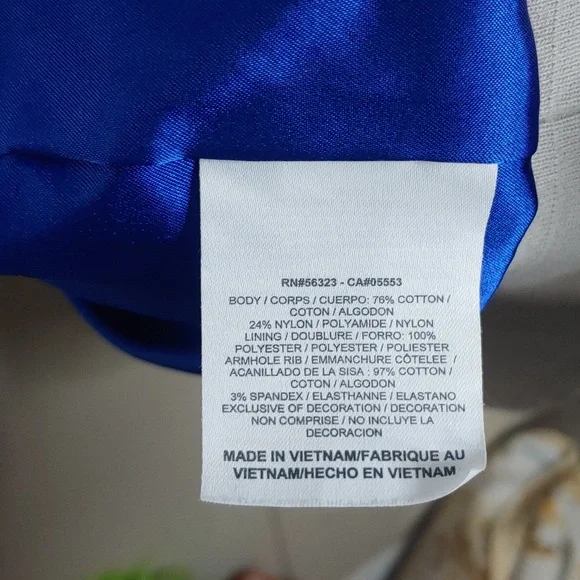 RN#56323 - CA#05553
BODY / CORPS / CUERPO: 76% COTTON /
COTON / ALGODON
24% NYLON / POLYAMIDE / NYLON
LINING / DOUBLURE / FORRO: 100%
POLYESTER / POLYESTER / POLIESTER
ARMHOLE RIB / EMMANCHURE CÔTELEE /
ACANILLADO DE LA SISA : 97% COTTON /
COTON / ALGODON
3% SPANDEX / ELASTHANNE / ELASTANO
EXCLUSIVE OF DECORATION / DECORATION
NON COMPRISE / NO INCLUYE LA
DECORACION
MADE IN VIETNAM/FABRIQUE AU
VIETNAM/HECHO EN VIETNAM